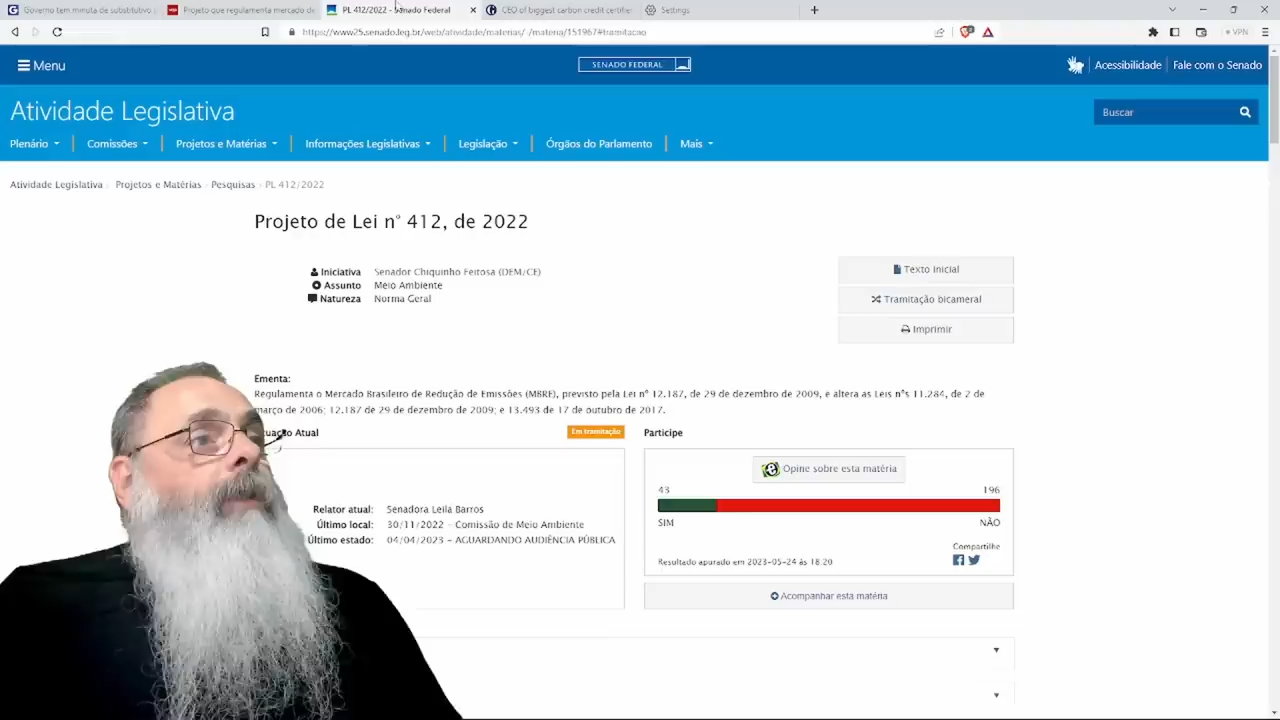 Governo tem minuta de substitutivo
Projeto que regulamenta mercado de
PL 412/2022 - Senado Federal
CEO of biggest carbon credit certifier
Settings
https://www25.senado.leg.br/web/atividade/materias/-/materia/151967#tramitacao
VPN
Menu
SENADO FEDERAL
Acessibilidade
Fale com o Senado
Atividade Legislativa
Buscar
Plenário
Comissões
Projetos e Matérias
Informações Legislativas
Legislação
Órgãos do Parlamento
Mais
Atividade Legislativa
Projetos e Matérias
Pesquisas
PL 412/2022
Projeto de Lei n° 412, de 2022
Iniciativa Senador Chiquinho Feitosa (DEM/CE)
Assunto Meio Ambiente
Natureza Norma Geral
Texto Inicial
Tramitação bicameral
Imprimir
Ementa:
Regulamenta o Mercado Brasileiro de Redução de Emissões (MBRE), previsto pela Lei nº 12.187, de 29 de dezembro de 2009, e altera as Leis nºs 11.284, de 2 de
março de 2006; 12.187 de 29 de dezembro de 2009; e 13.493 de 17 de outubro de 2017.
Atual
Em tramitação
Participe
Opine sobre esta matéria
43
196
SIM
NÃO
Relator atual: Senadora Leila Barros
Último local: 30/11/2022 - Comissão de Meio Ambiente
Último estado: 04/04/2023 - AGUARDANDO AUDIÊNCIA PÚBLICA
Compartilhe
Resultado apurado em 2023-05-24 às 18:20
Acompanhar esta matéria